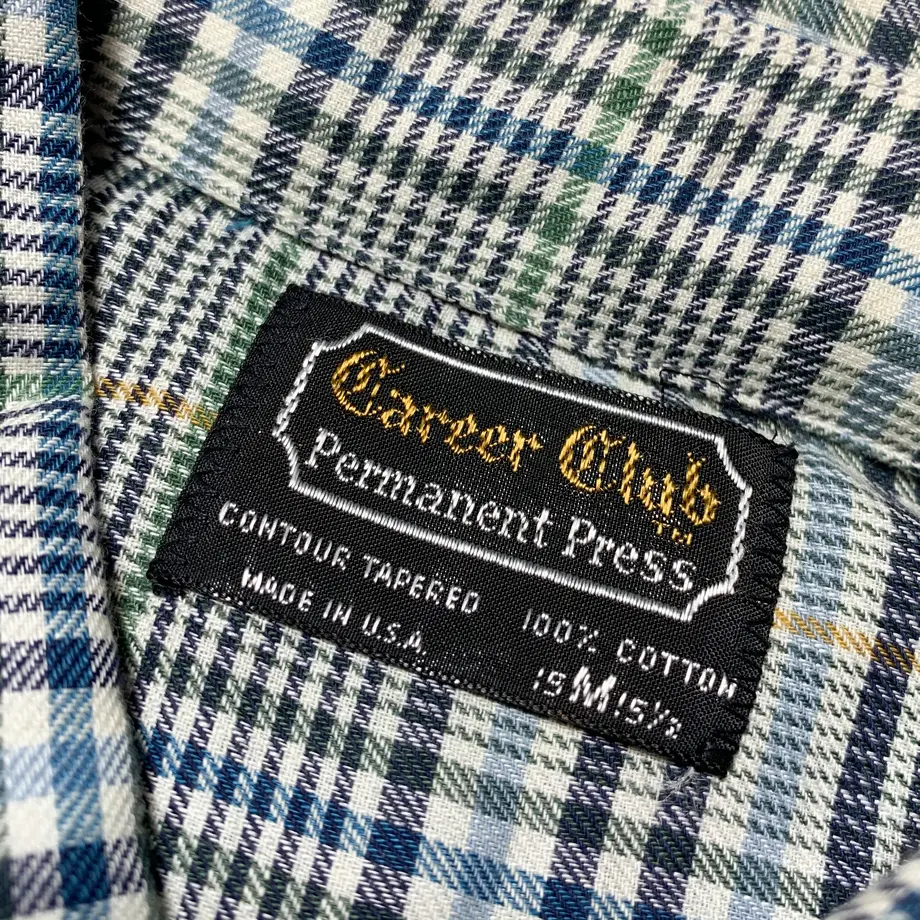 Career Club
TM
Permanent Press
CONTOUR TAPERED 100% COTTON
MADE IN U.S.A. 15 M 15½